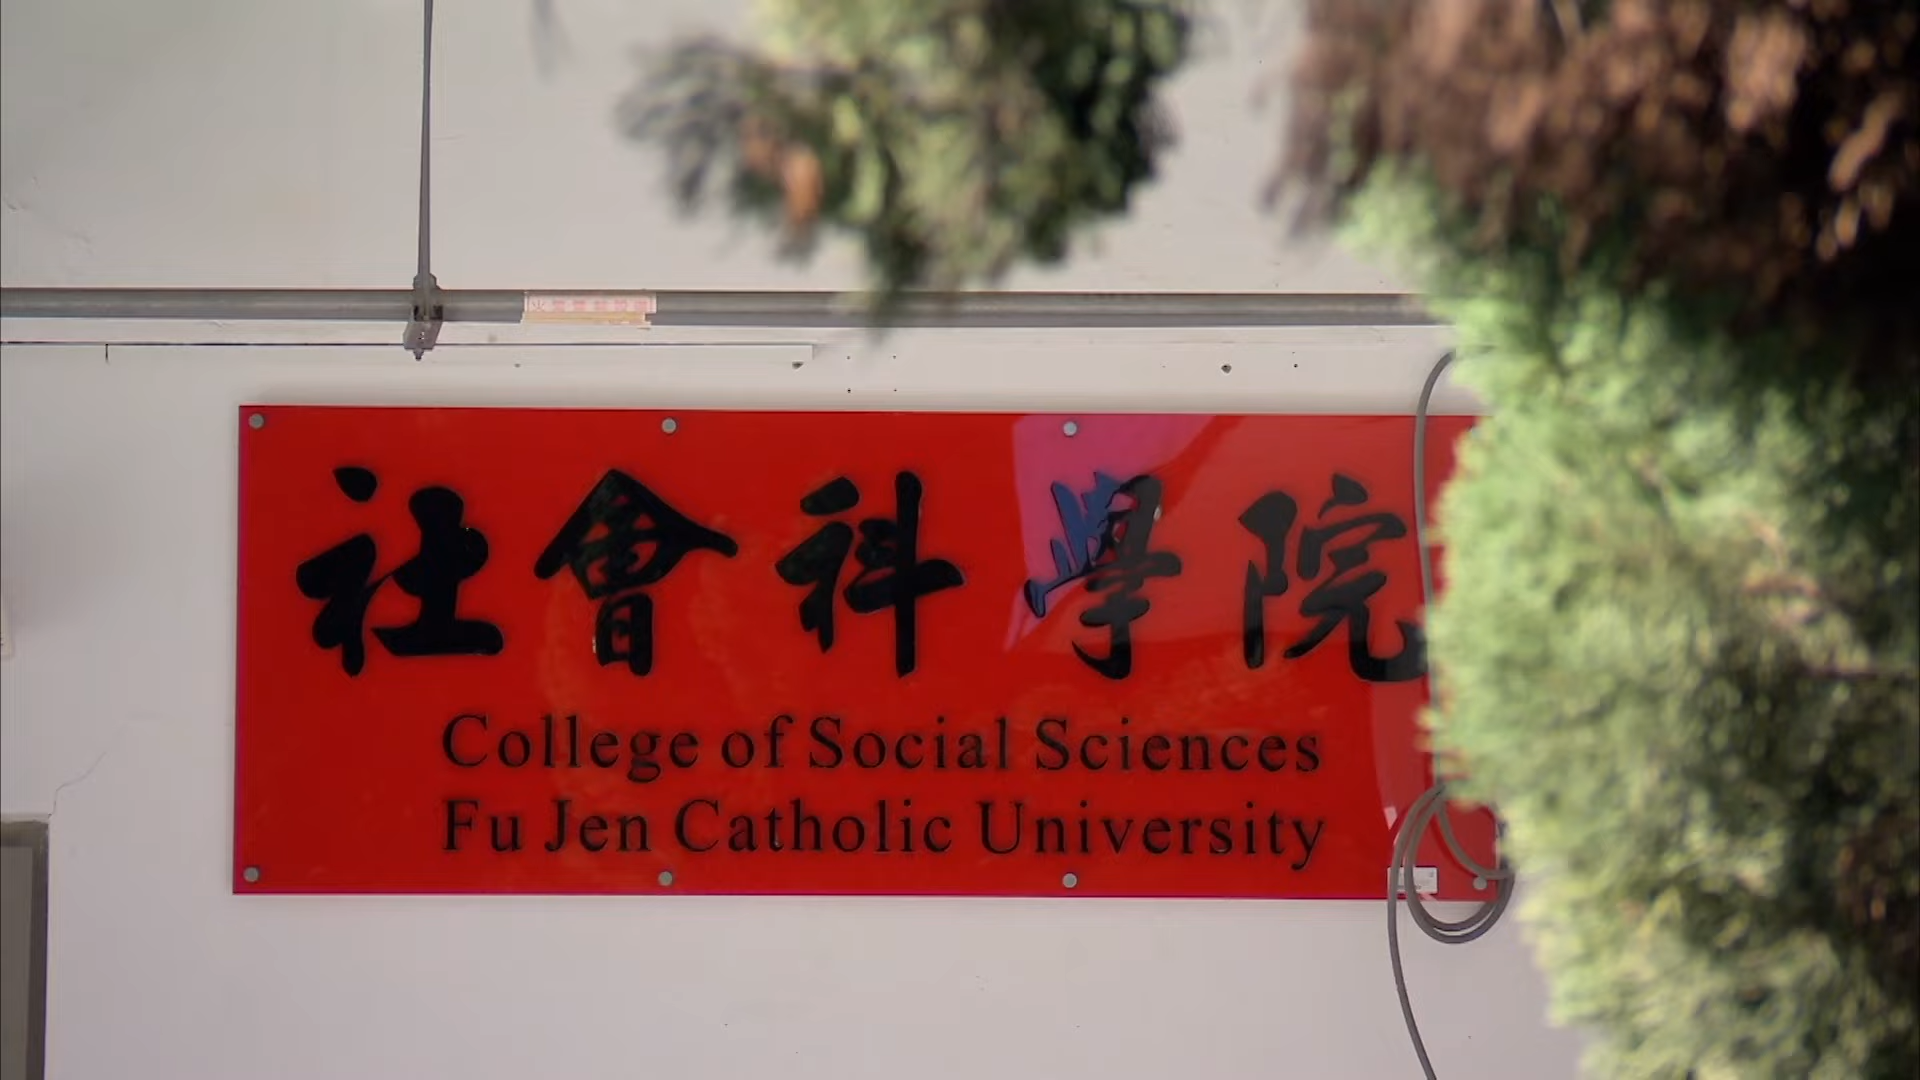 社會科學院
College of Social Sciences
Fu Jen Catholic University